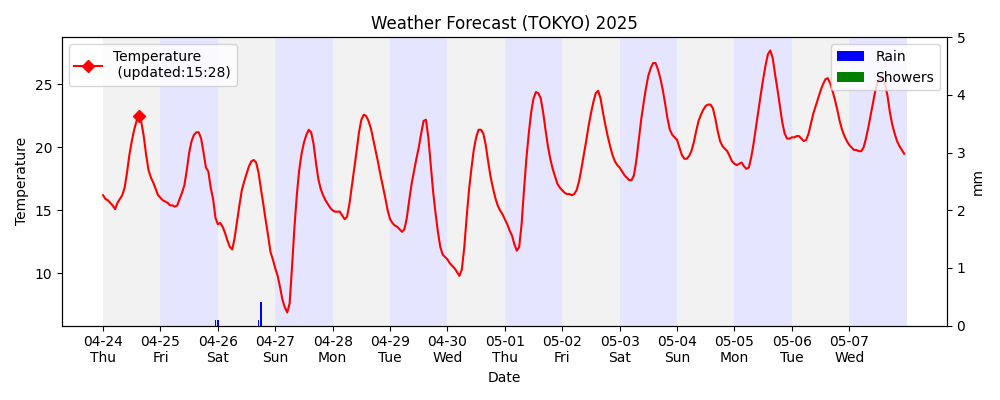 Weather Forecast (TOKYO) 2025
Temperature
(updated:15:28)
Rain
Showers
Temperature
25
20
15
10
5
4
3
2
1
0
mm
04-24 04-25 04-26 04-27 04-28 04-29 04-30 05-01 05-02 05-03 05-04 05-05 05-06 05-07
Thu Fri Sat Sun Mon Tue Wed Thu Fri Sat Sun Mon Tue Wed
Date